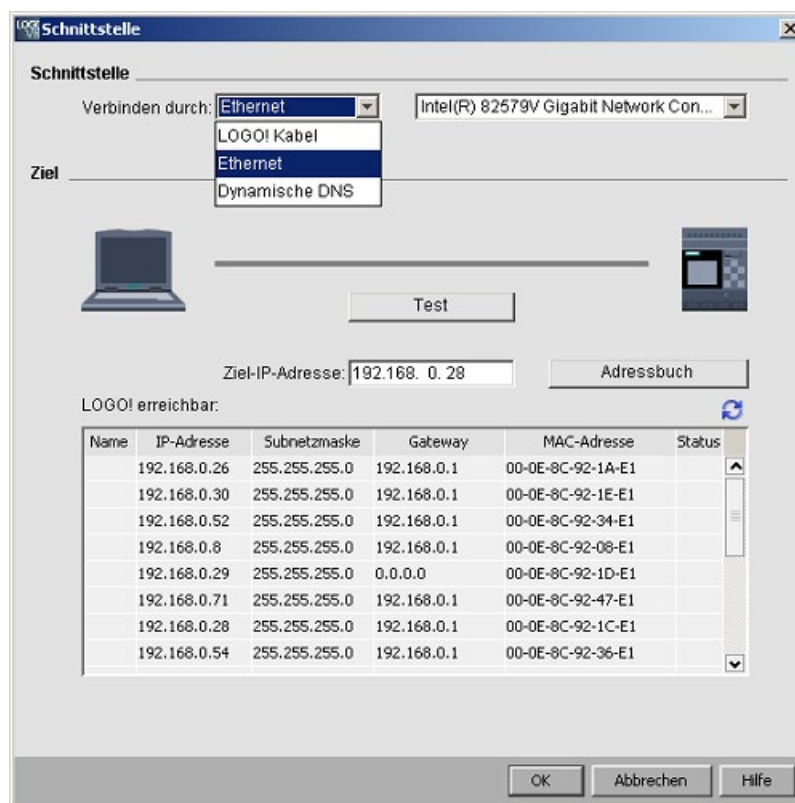 Schnittstelle
Schnittstelle
Verbinden durch: Ethernet Intel(R) 82579V Gigabit Network Con...
LOGO! Kabel
Ethernet
Dynamische DNS
Ziel
Test
Ziel-IP-Adresse: 192.168. 0. 28 Adressbuch
LOGO! erreichbar:
Name IP-Adresse Subnetzmaske Gateway MAC-Adresse Status
192.168.0.26 255.255.255.0 192.168.0.1 00-0E-8C-92-1A-E1
192.168.0.30 255.255.255.0 192.168.0.1 00-0E-8C-92-1E-E1
192.168.0.52 255.255.255.0 192.168.0.1 00-0E-8C-92-34-E1
192.168.0.8 255.255.255.0 192.168.0.1 00-0E-8C-92-08-E1
192.168.0.29 255.255.255.0 0.0.0.0 00-0E-8C-92-1D-E1
192.168.0.71 255.255.255.0 192.168.0.1 00-0E-8C-92-47-E1
192.168.0.28 255.255.255.0 192.168.0.1 00-0E-8C-92-1C-E1
192.168.0.54 255.255.255.0 192.168.0.1 00-0E-8C-92-36-E1
OK Abbrechen Hilfe